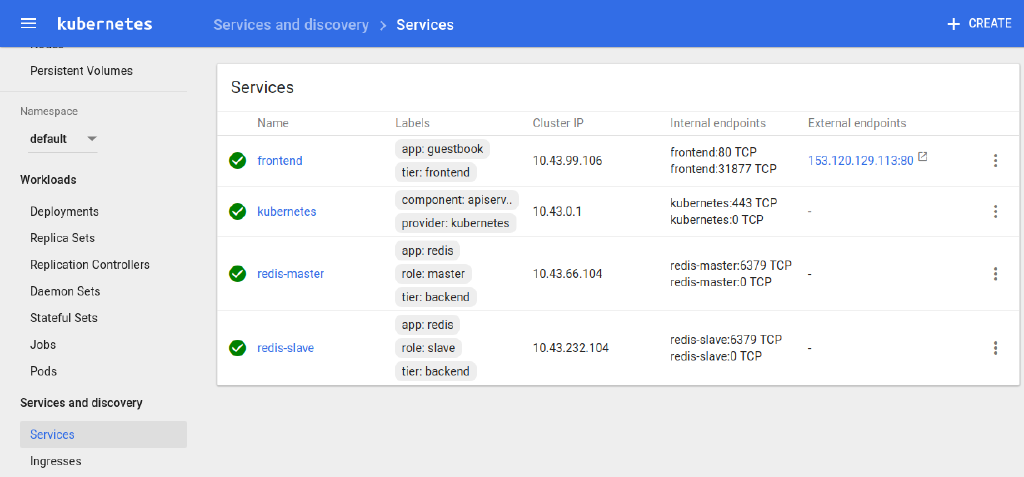 kubernetes
Services and discovery > Services
+ CREATE
Persistent Volumes
Namespace
default
Workloads
Deployments
Replica Sets
Replication Controllers
Daemon Sets
Stateful Sets
Jobs
Pods
Services and discovery
Services
Ingresses
Services
Name Labels Cluster IP Internal endpoints External endpoints
frontend
app: guestbook
tier: frontend
10.43.99.106
frontend:80 TCP
frontend:31877 TCP
153.120.129.113:80
kubernetes
component: apiserv..
provider: kubernetes
10.43.0.1
kubernetes:443 TCP
kubernetes:0 TCP
-
redis-master
app: redis
role: master
tier: backend
10.43.66.104
redis-master:6379 TCP
redis-master:0 TCP
-
redis-slave
app: redis
role: slave
tier: backend
10.43.232.104
redis-slave:6379 TCP
redis-slave:0 TCP
-